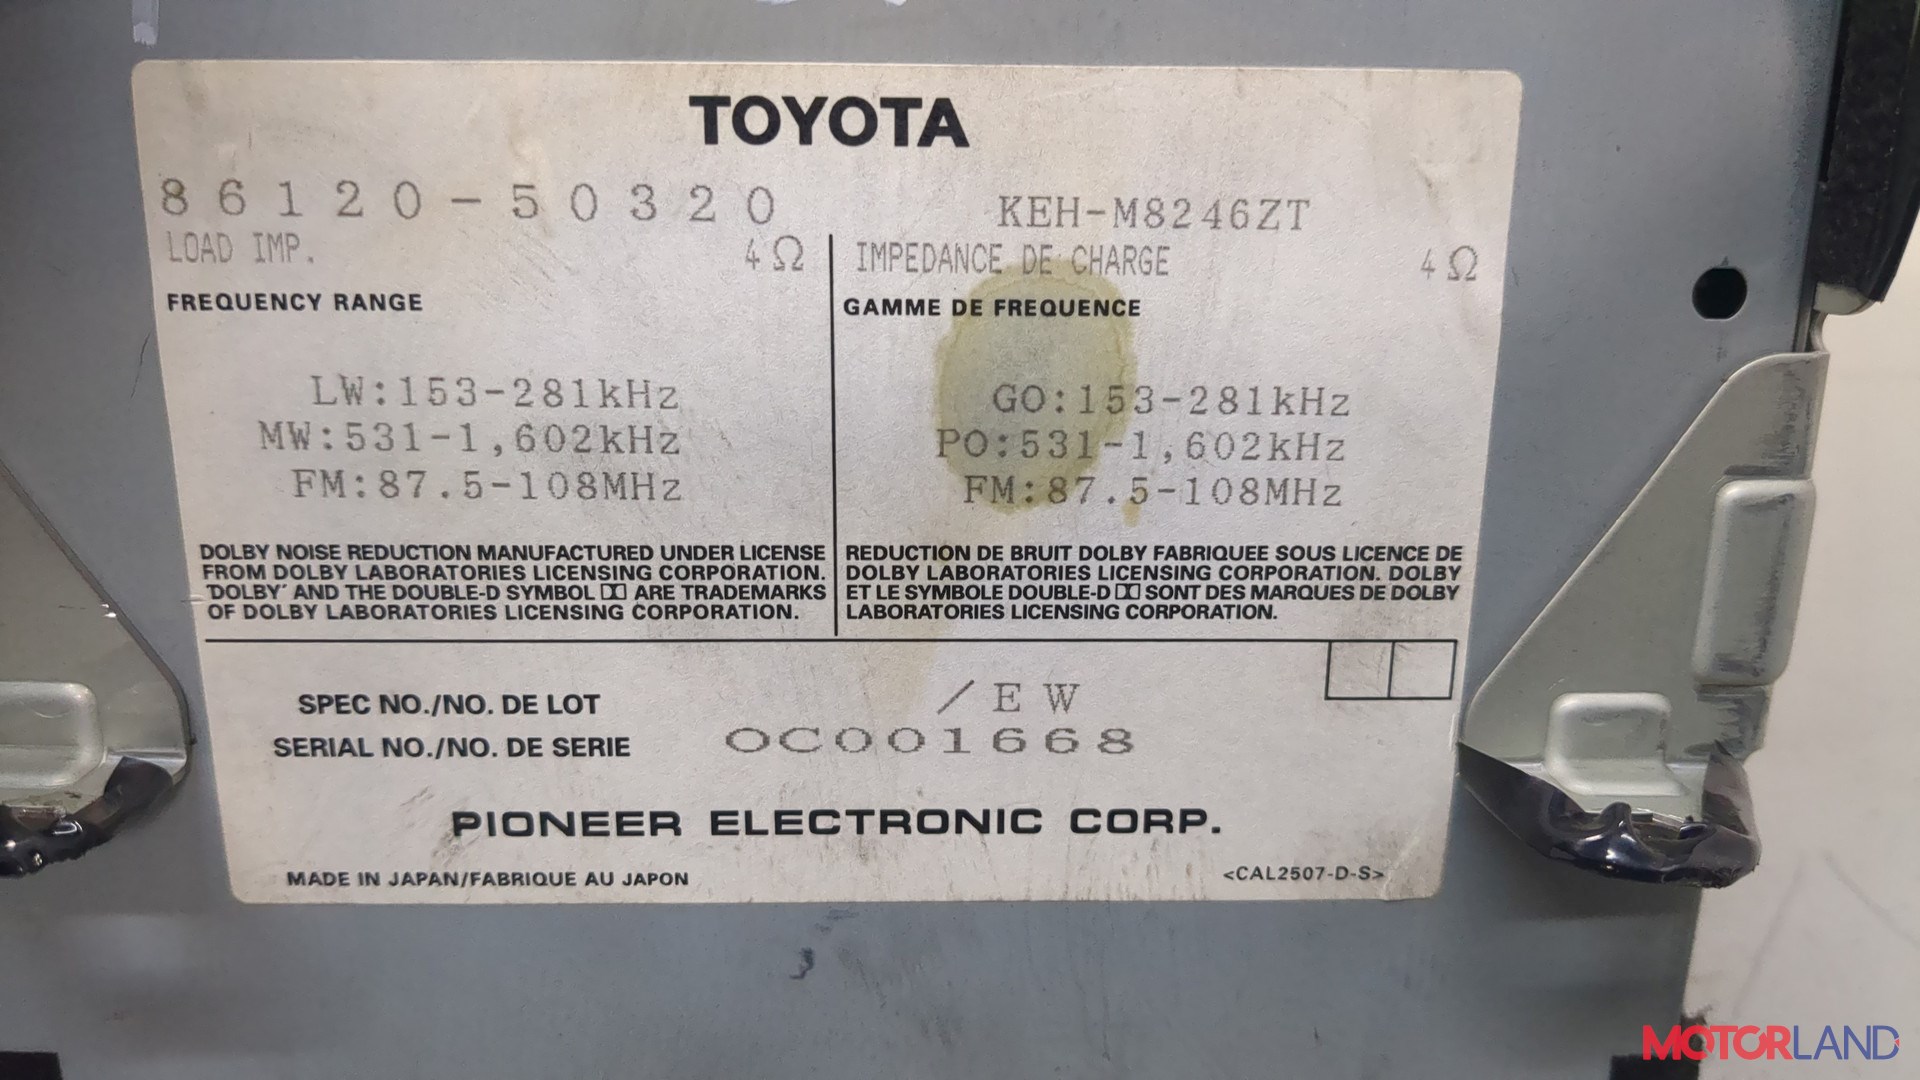 TOYOTA
86120-50320
KEH-M8246ZT
LOAD IMP. 4Ω
IMPEDANCE DE CHARGE 4Ω
FREQUENCY RANGE
GAMME DE FREQUENCE
LW:153-281kHz
MW:531-1,602kHz
FM:87.5-108MHz
GO:153-281kHz
PO:531-1,602kHz
FM:87.5-108MHz
DOLBY NOISE REDUCTION MANUFACTURED UNDER LICENSE
FROM DOLBY LABORATORIES LICENSING CORPORATION.
'DOLBY' AND THE DOUBLE-D SYMBOL ARE TRADEMARKS
OF DOLBY LABORATORIES LICENSING CORPORATION.
REDUCTION DE BRUIT DOLBY FABRIQUEE SOUS LICENCE DE
DOLBY LABORATORIES LICENSING CORPORATION. DOLBY
ET LE SYMBOLE DOUBLE-D SONT DES MARQUES DE DOLBY
LABORATORIES LICENSING CORPORATION.
SPEC NO./NO. DE LOT /EW
SERIAL NO./NO. DE SERIE OC001668
PIONEER ELECTRONIC CORP.
MADE IN JAPAN/FABRIQUE AU JAPON
<CAL2507-D-S>
MOTORLAND